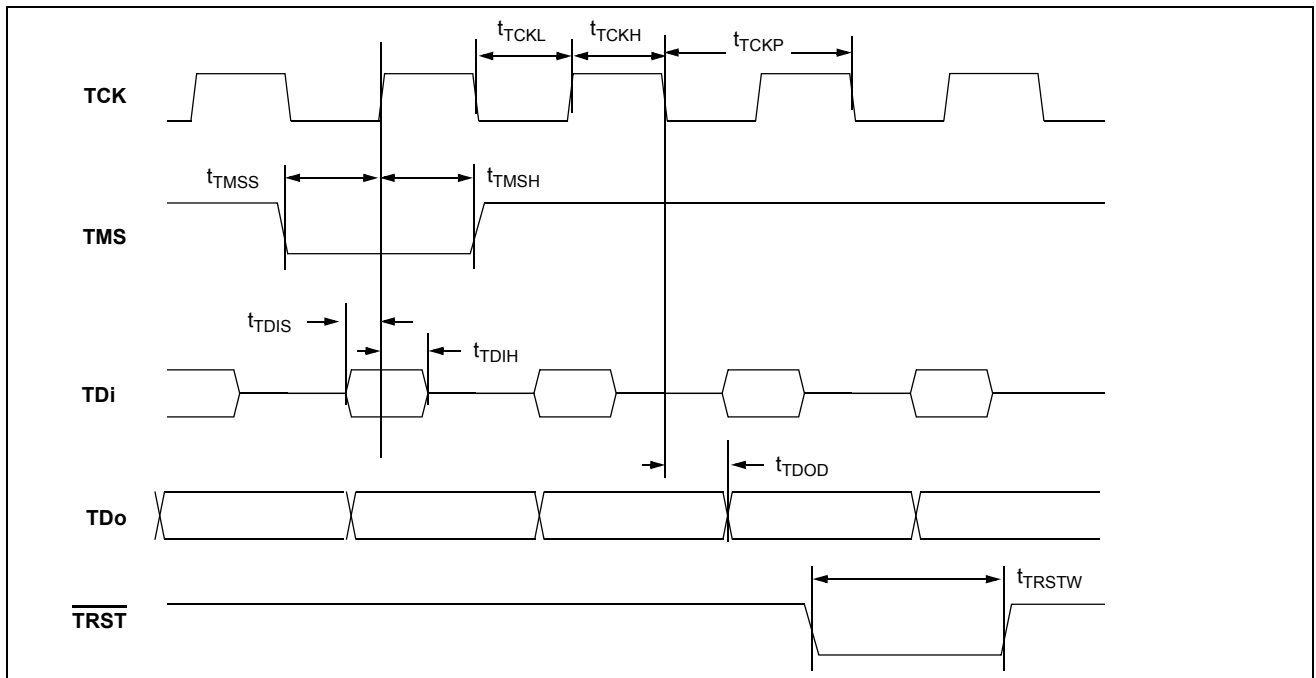 tTCKL tTCKH tTCKP
TCK
tTMSS tTMSH
TMS
tTDIS
tTDIH
TDi
tTDOD
TDo
tTRSTW
TRST